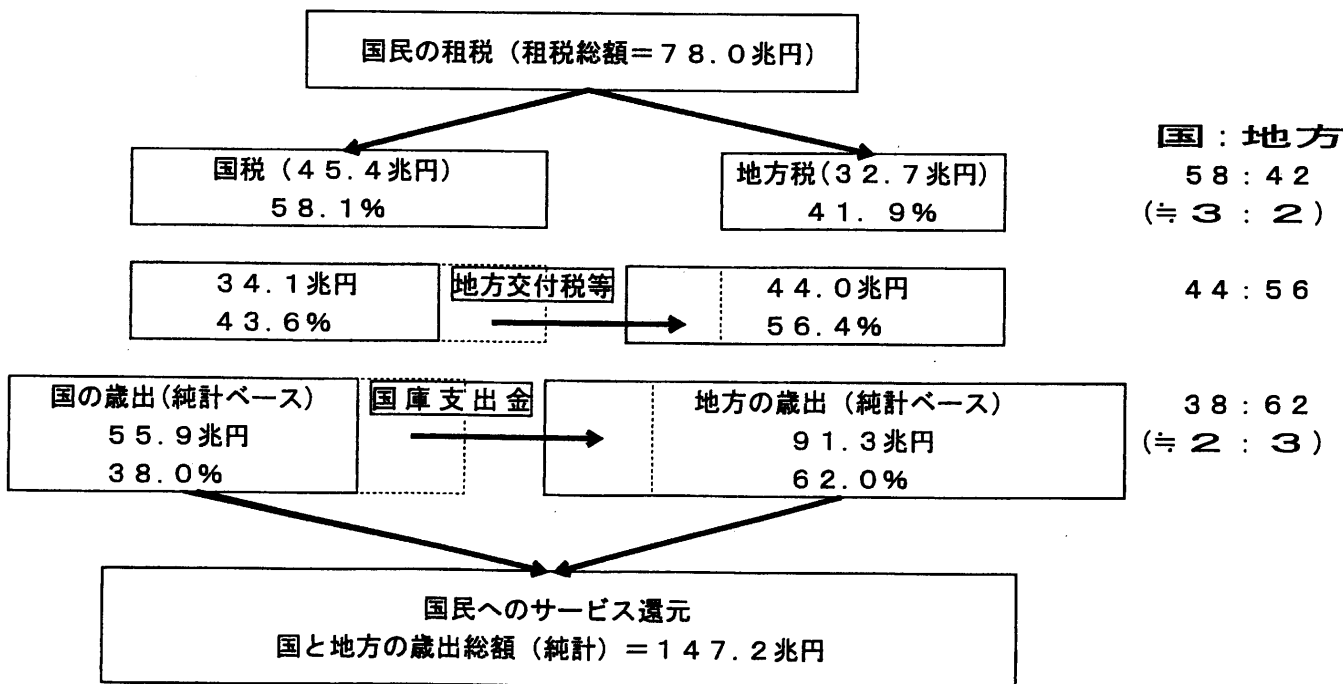 国民の租税（租税総額＝７８.０兆円）
国：地方
国税（４５.４兆円）
５８.１％
地方税（３２.７兆円）
４１.９％
５８：４２
（≒３：２）
３４.１兆円
４３.６％
地方交付税等
４４.０兆円
５６.４％
４４：５６
国の歳出（純計ベース）
５５.９兆円
３８.０％
国庫支出金
地方の歳出（純計ベース）
９１.３兆円
６２.０％
３８：６２
（≒２：３）
国民へのサービス還元
国と地方の歳出総額（純計）＝１４７.２兆円